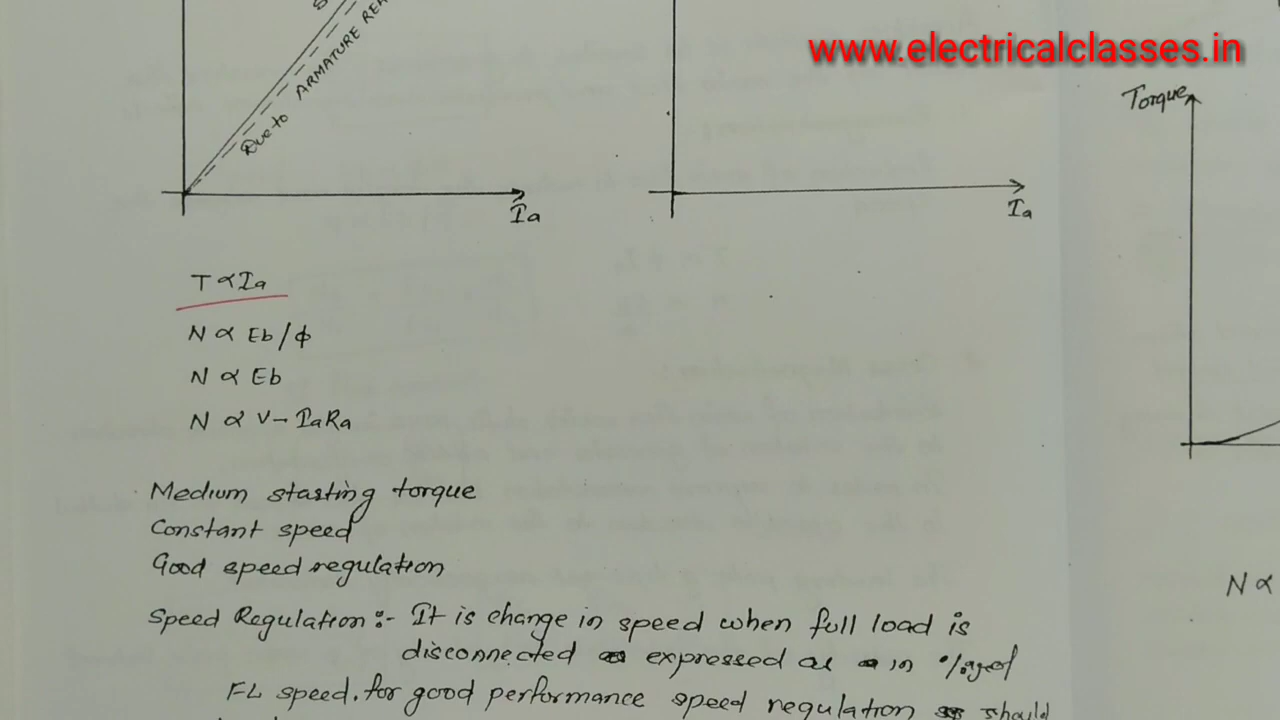 www.electricalclasses.in
Due to ARMATURE
Torque
Ia
Ia
T ∝ Ia
N ∝ Eb/ϕ
N ∝ Eb
N ∝ V- IaRa
Medium starting torque
Constant speed
Good speed regulation
N ∝
Speed Regulation :- It is change in speed when full load is
disconnected expressed as in %age of
FL speed. for good performance speed regulation should